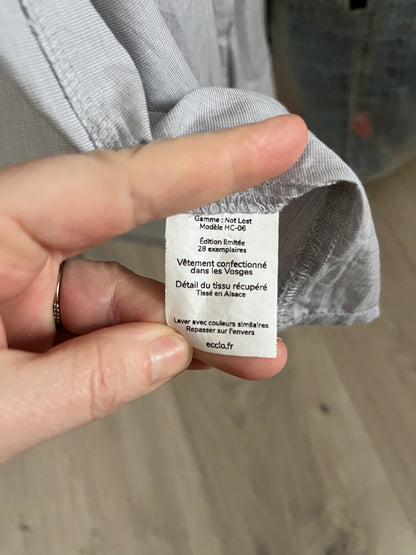 Gamme : Not Lost
Modèle HC-06
Édition limitée
28 exemplaires
Vêtement confectionné
dans les Vosges
Détail du tissu récupéré
Tissé en Alsace
Laver avec couleurs similaires
Repasser sur l'envers
ecclo.fr